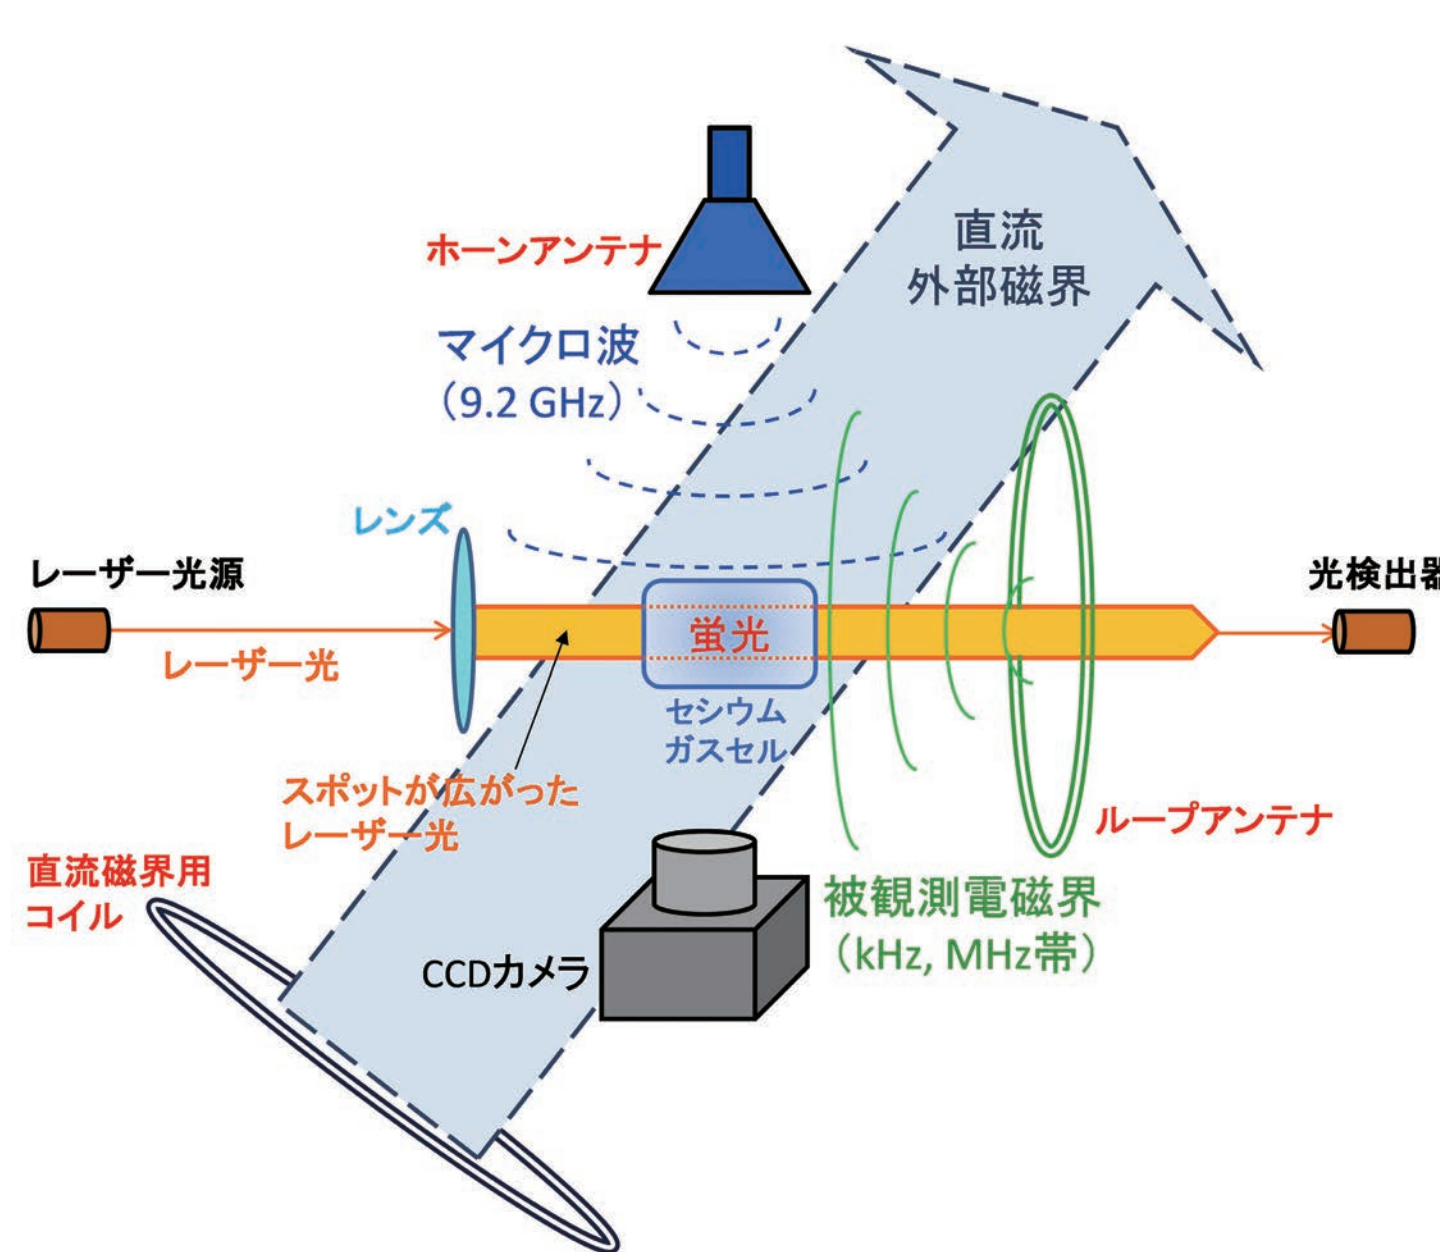 直流
外部磁界
ホーンアンテナ
マイクロ波
（9.2 GHz）
レンズ
レーザー光源
レーザー光
蛍光
セシウム
ガスセル
光検出器
スポットが広がった
レーザー光
ループアンテナ
直流磁界用
コイル
CCDカメラ
被観測電磁界
（kHz, MHz帯）